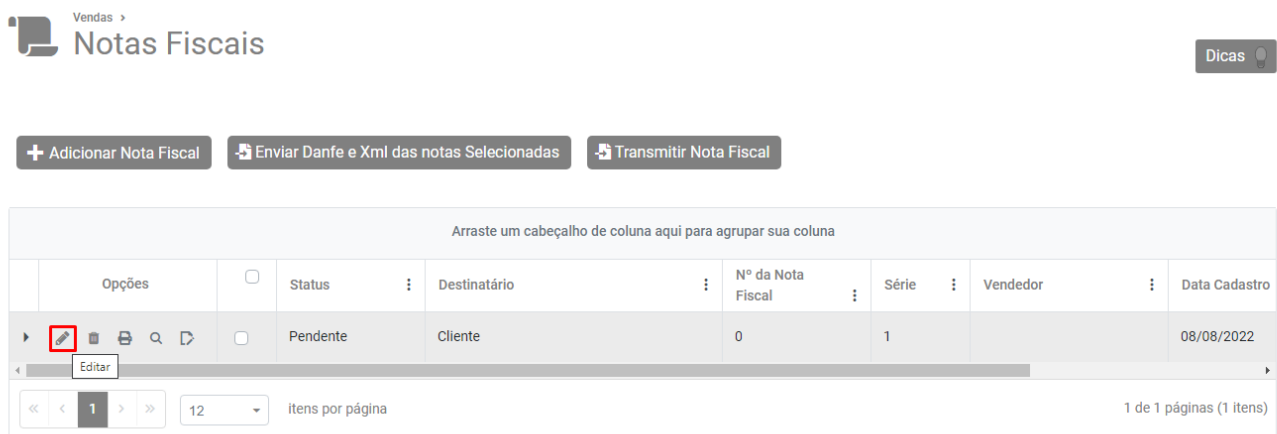 Vendas ›
Notas Fiscais
Dicas
Adicionar Nota Fiscal
Enviar Danfe e Xml das notas Selecionadas
Transmitir Nota Fiscal
Arraste um cabeçalho de coluna aqui para agrupar sua coluna
Opções
Status
Destinatário
Nº da Nota
Fiscal
Série
Vendedor
Data Cadastro
Pendente
Cliente
0
1
08/08/2022
Editar
« ‹ 1 › »
12
itens por página
1 de 1 páginas (1 itens)